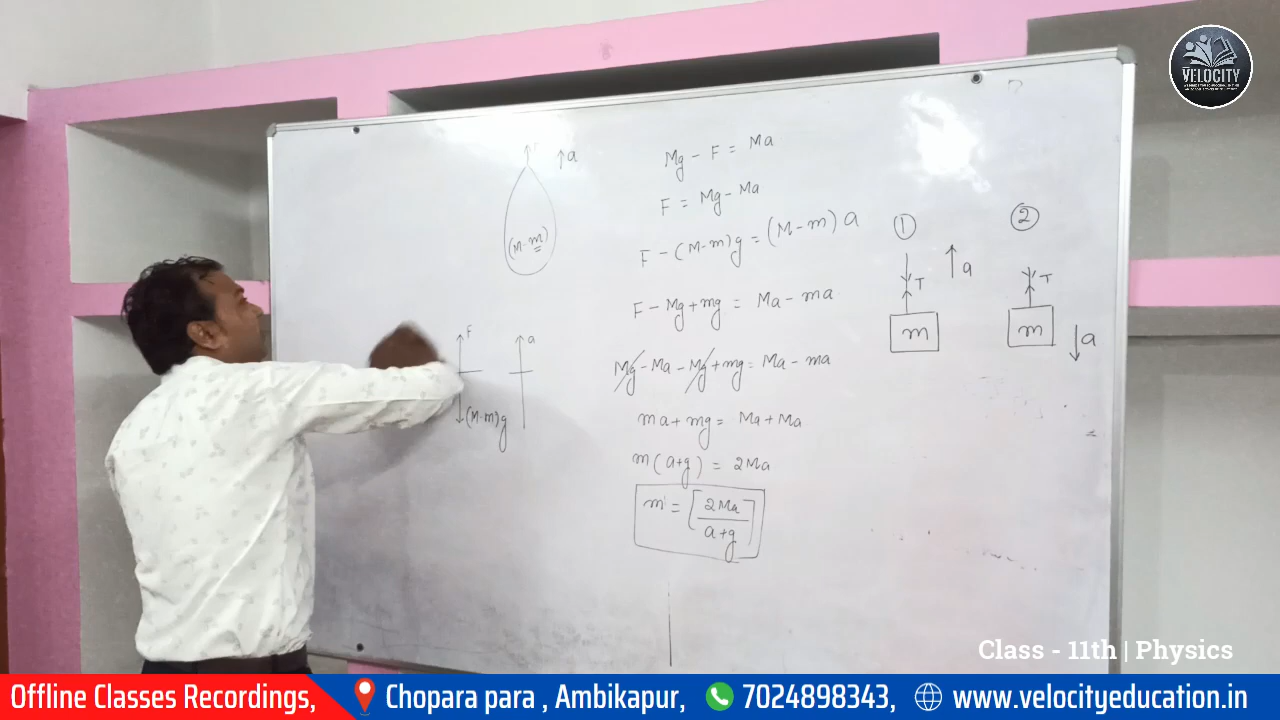 VELOCITY
↑F ↑a
(M-m)
F
a
(M-m)g
Mg - F = Ma
F = Mg - Ma
F - (M-m)g = (M-m) a
F - Mg + mg = Ma - ma
Mg - Ma - Mg + mg = Ma - ma
ma + mg = Ma + Ma
m(a+g) = 2Ma
m = [2Ma / a+g]
① ②
↑a
T T
m m
↓a
Class - 11th | Physics
Offline Classes Recordings, Chopara para , Ambikapur, 7024898343, www.velocityeducation.in